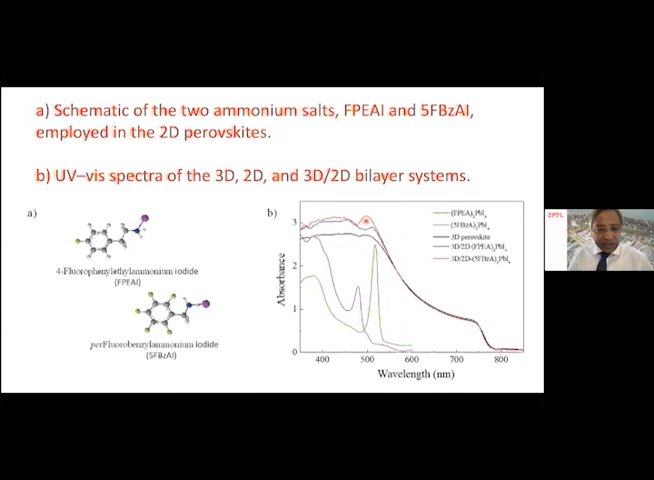 a) Schematic of the two ammonium salts, FPEAI and 5FBzAI,
employed in the 2D perovskites.
b) UV–vis spectra of the 3D, 2D, and 3D/2D bilayer systems.
a)
4-Fluorophenylethylammonium iodide
(FPEAI)
perFluorobenzylammonium Iodide
(5FBzAI)
b)
Absorbance
3
2
1
0
400
500
600
700
800
Wavelength (nm)
(FPEA)₂PbI₄
(5FBzA)₂PbI₄
3D perovskite
3D/2D-(FPEA)₂PbI₄
3D/2D-(5FBzA)₂PbI₄
EPFL